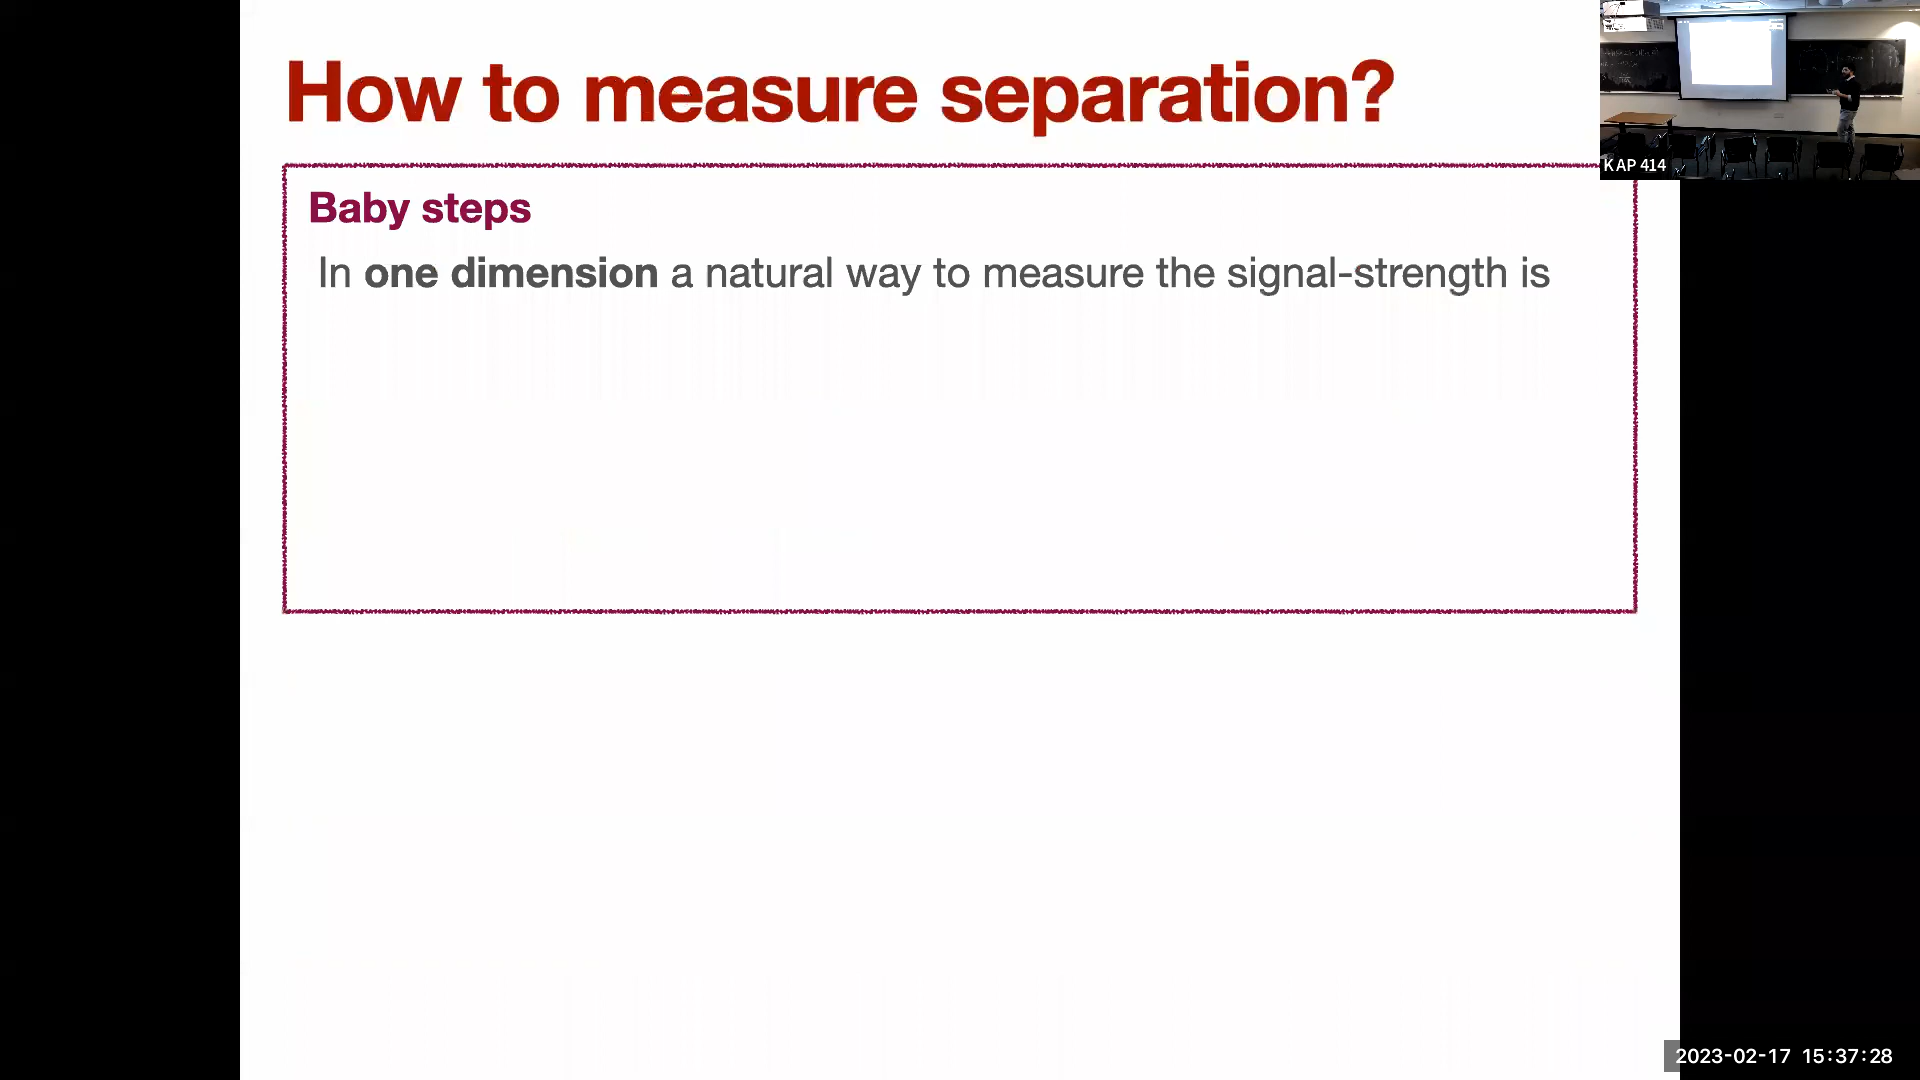 How to measure separation?
Baby steps
In one dimension a natural way to measure the signal-strength is
KAP 414
2023-02-17 15:37:28